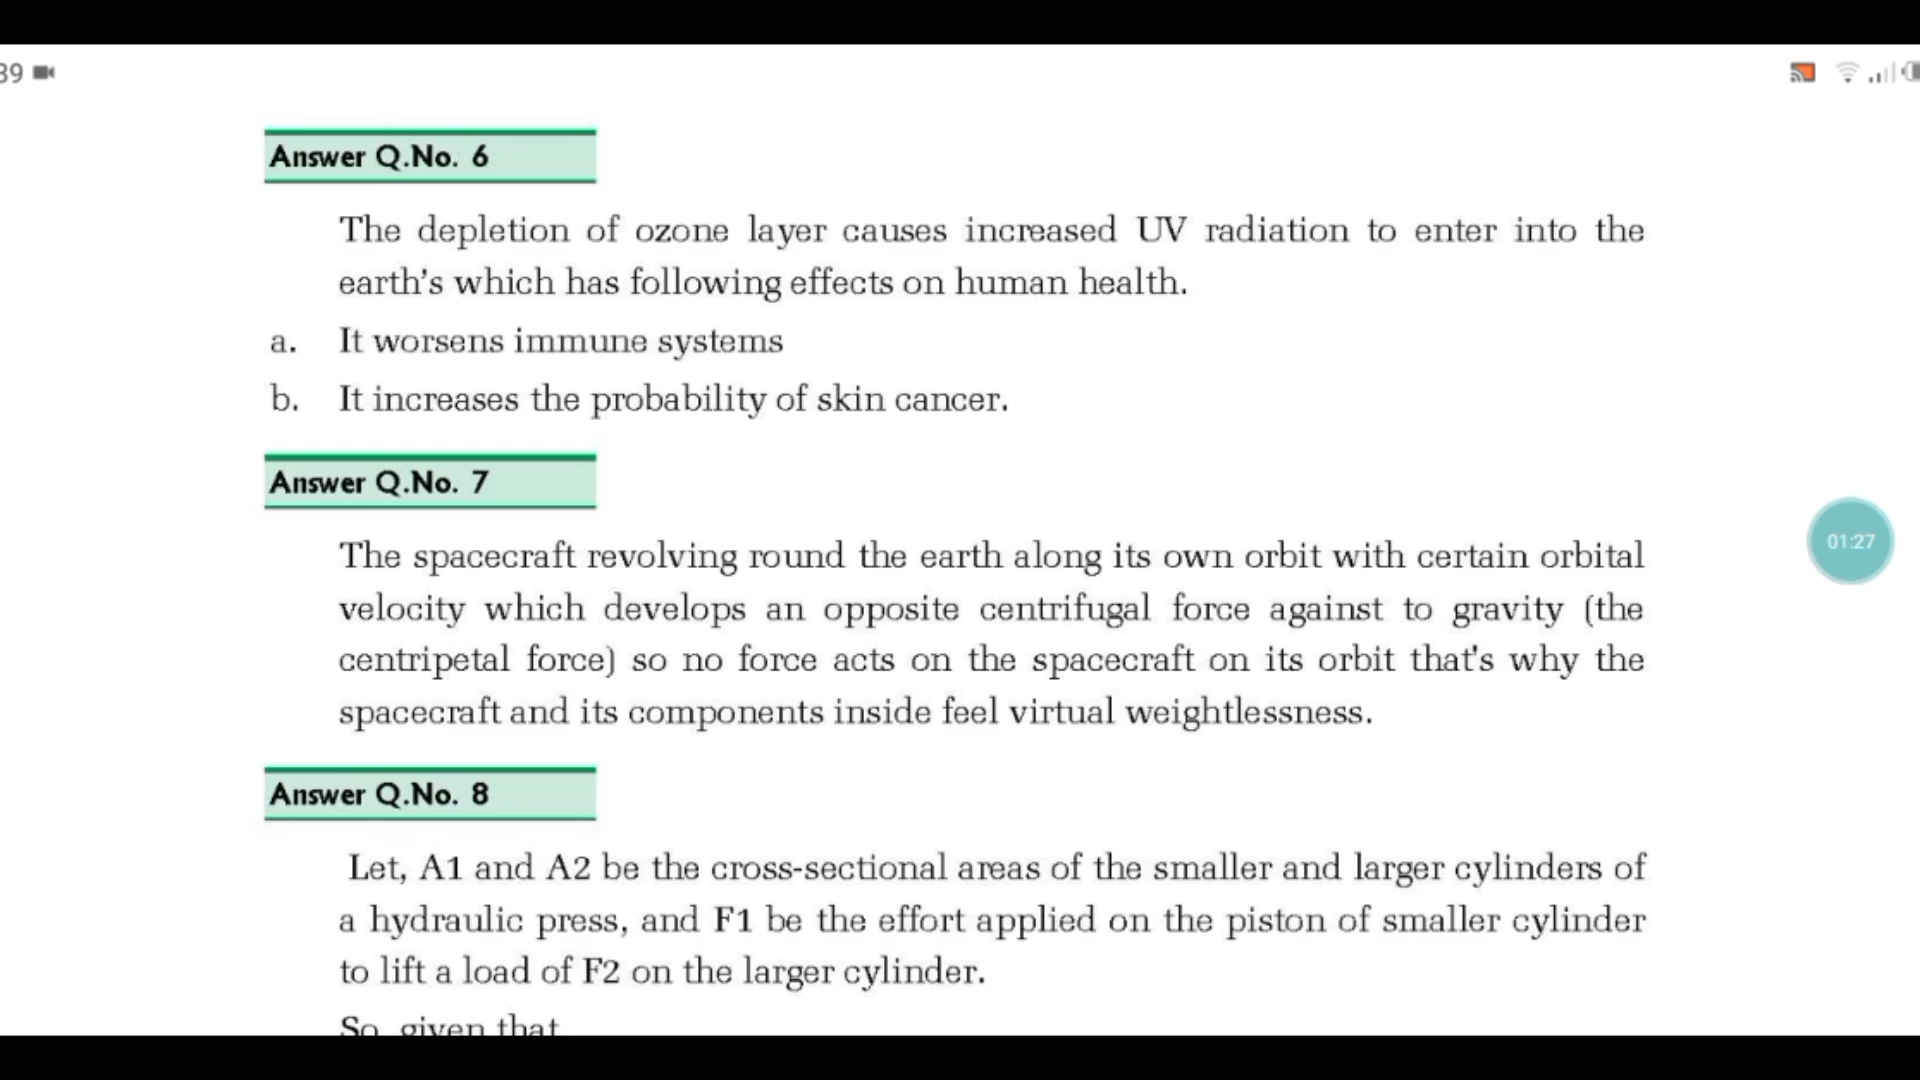 39
Answer Q.No. 6
The depletion of ozone layer causes increased UV radiation to enter into the
earth's which has following effects on human health.
a. It worsens immune systems
b. It increases the probability of skin cancer.
Answer Q.No. 7
The spacecraft revolving round the earth along its own orbit with certain orbital
velocity which develops an opposite centrifugal force against to gravity (the
centripetal force) so no force acts on the spacecraft on its orbit that's why the
spacecraft and its components inside feel virtual weightlessness.
01:27
Answer Q.No. 8
Let, A1 and A2 be the cross-sectional areas of the smaller and larger cylinders of
a hydraulic press, and F1 be the effort applied on the piston of smaller cylinder
to lift a load of F2 on the larger cylinder.
So, given that